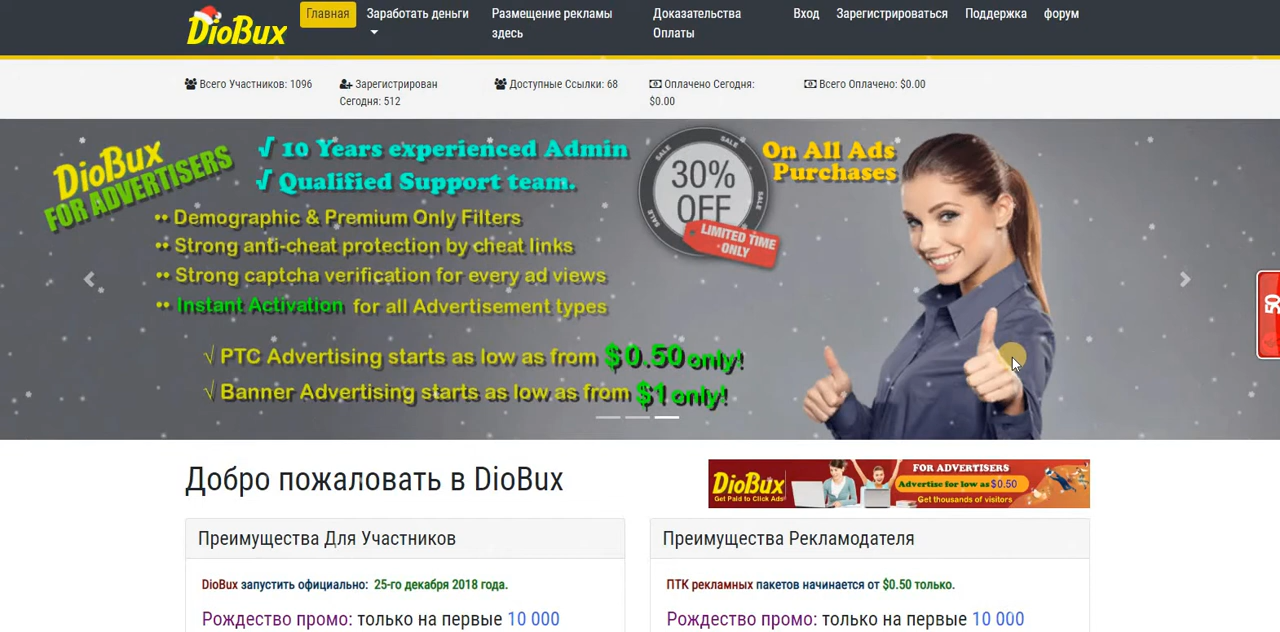 DioBux
Главная
Заработать деньги
Размещение рекламы
здесь
Доказательства
Оплаты
Вход
Зарегистрироваться
Поддержка
форум
Всего Участников: 1096
Зарегистрирован
Сегодня: 512
Доступные Ссылки: 68
Оплачено Сегодня:
$0.00
Всего Оплачено: $0.00
DioBux
FOR ADVERTISERS
√ 10 Years experienced Admin
√ Qualified Support team.
•• Demographic & Premium Only Filters
•• Strong anti-cheat protection by cheat links
•• Strong captcha verification for every ad views
•• Instant Activation for all Advertisement types
√ PTC Advertising starts as low as from $0.50 only!
√ Banner Advertising starts as low as from $1 only!
SALE
SALE
SALE
30%
OFF
LIMITED TIME
ONLY
On All Ads
Purchases
50
Добро пожаловать в DioBux
DioBux
Get Paid to Click Ads
FOR ADVERTISERS
Advertise for low as $0.50
Get thousands of visitors
Преимущества Для Участников
DioBux запустить официально: 25-го декабря 2018 года.
Рождество промо: только на первые 10 000
Преимущества Рекламодателя
ПТК рекламных пакетов начинается от $0.50 только.
Рождество промо: только на первые 10 000